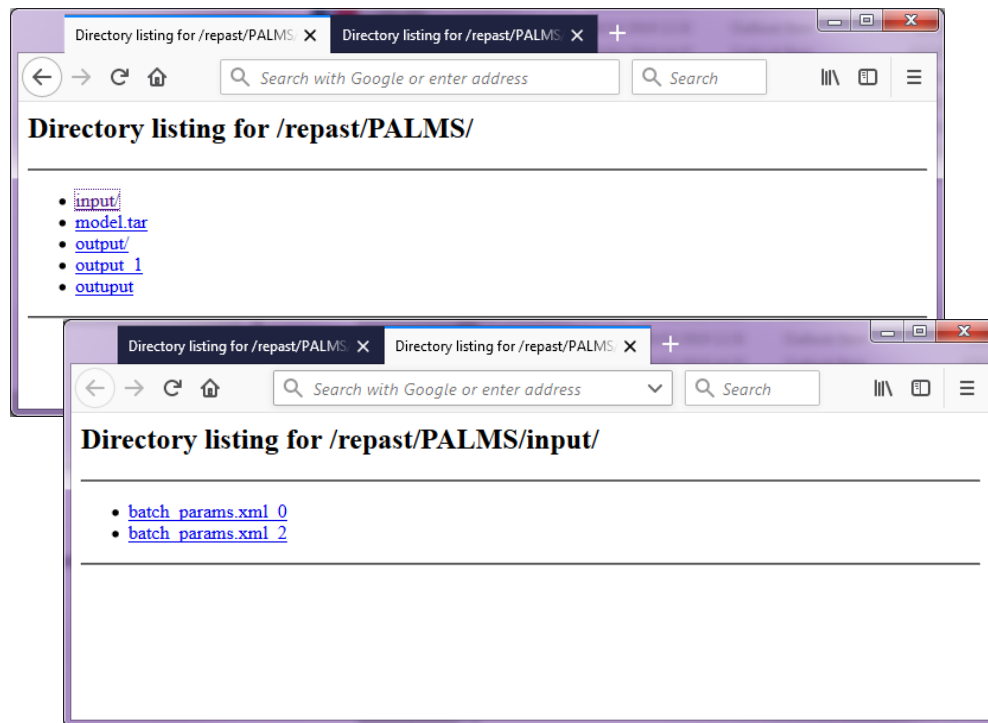 Directory listing for /repast/PALMS/ Directory listing for /repast/PALMS/
Search with Google or enter address Search
Directory listing for /repast/PALMS/
input/
model.tar
output/
output_1
outuput
Directory listing for /repast/PALMS/ Directory listing for /repast/PALMS/
Search with Google or enter address Search
Directory listing for /repast/PALMS/input/
batch_params.xml_0
batch_params.xml_2